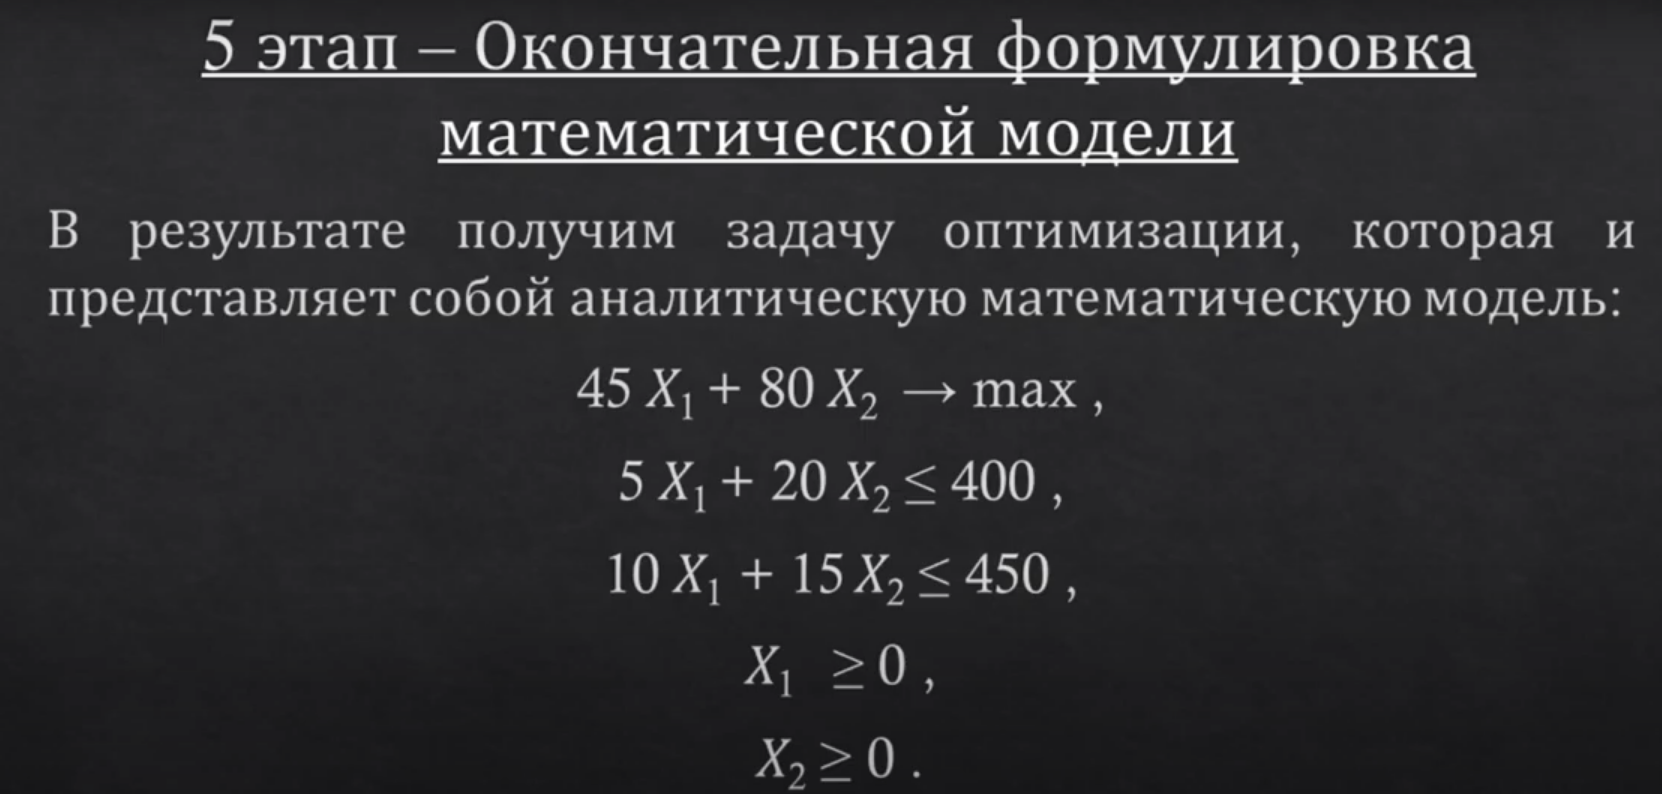 5 этап – Окончательная формулировка
математической модели
В результате получим задачу оптимизации, которая и
представляет собой аналитическую математическую модель:
45 X₁ + 80 X₂ → max ,
5 X₁ + 20 X₂ ≤ 400 ,
10 X₁ + 15 X₂ ≤ 450 ,
X₁ ≥ 0 ,
X₂ ≥ 0 .